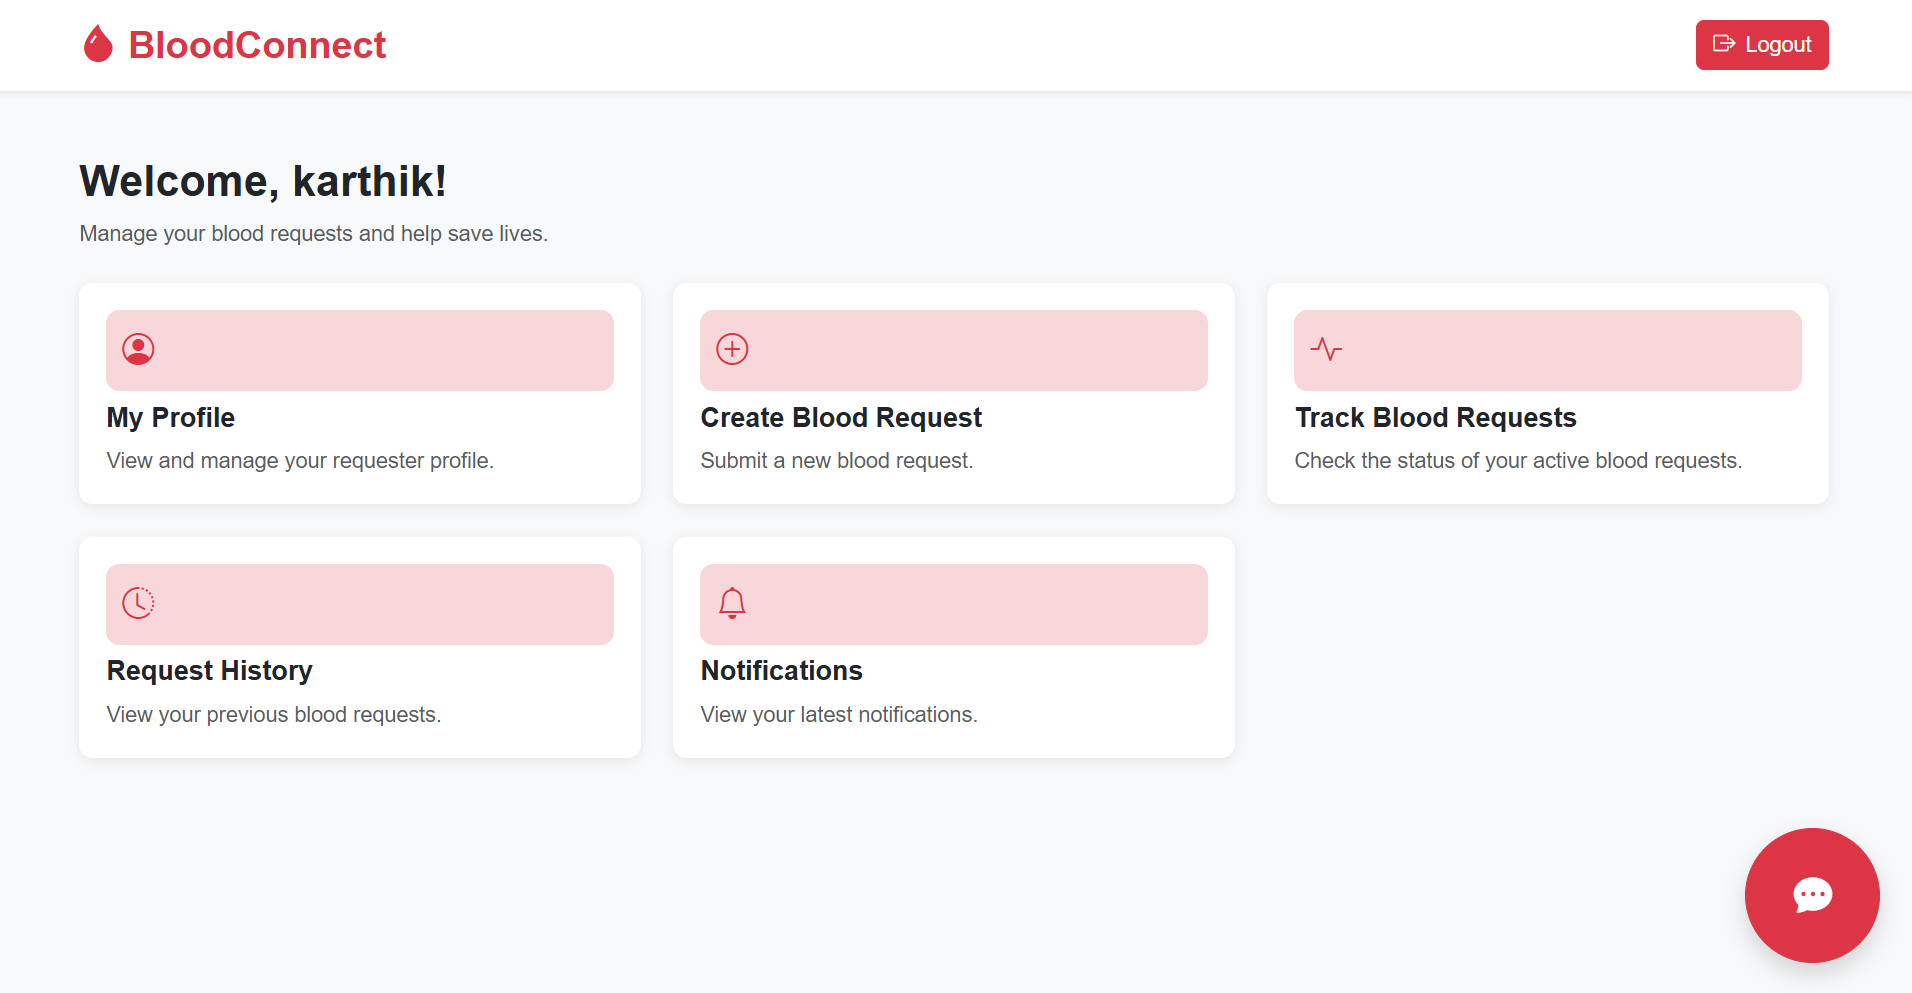 BloodConnect
Logout
Welcome, karthik!
Manage your blood requests and help save lives.
My Profile
View and manage your requester profile.
Create Blood Request
Submit a new blood request.
Track Blood Requests
Check the status of your active blood requests.
Request History
View your previous blood requests.
Notifications
View your latest notifications.